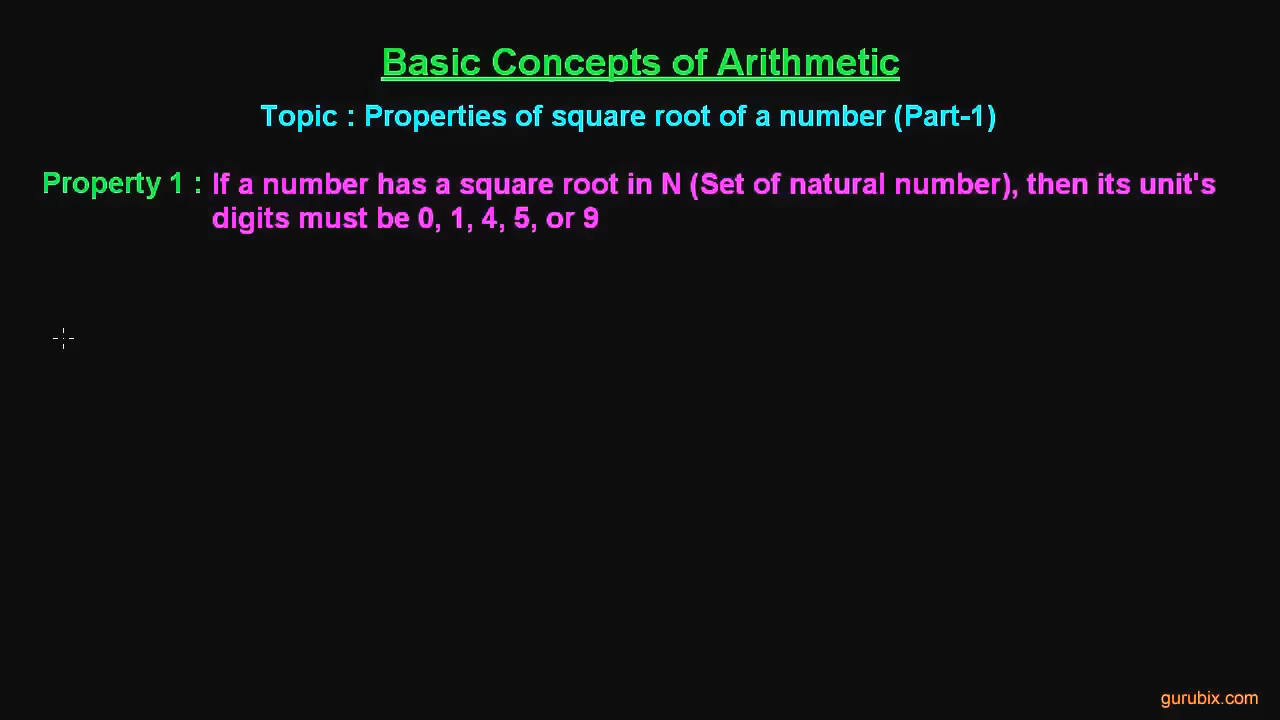 Basic Concepts of Arithmetic
Topic : Properties of square root of a number (Part-1)
Property 1 : If a number has a square root in N (Set of natural number), then its unit's
digits must be 0, 1, 4, 5, or 9
gurubix.com